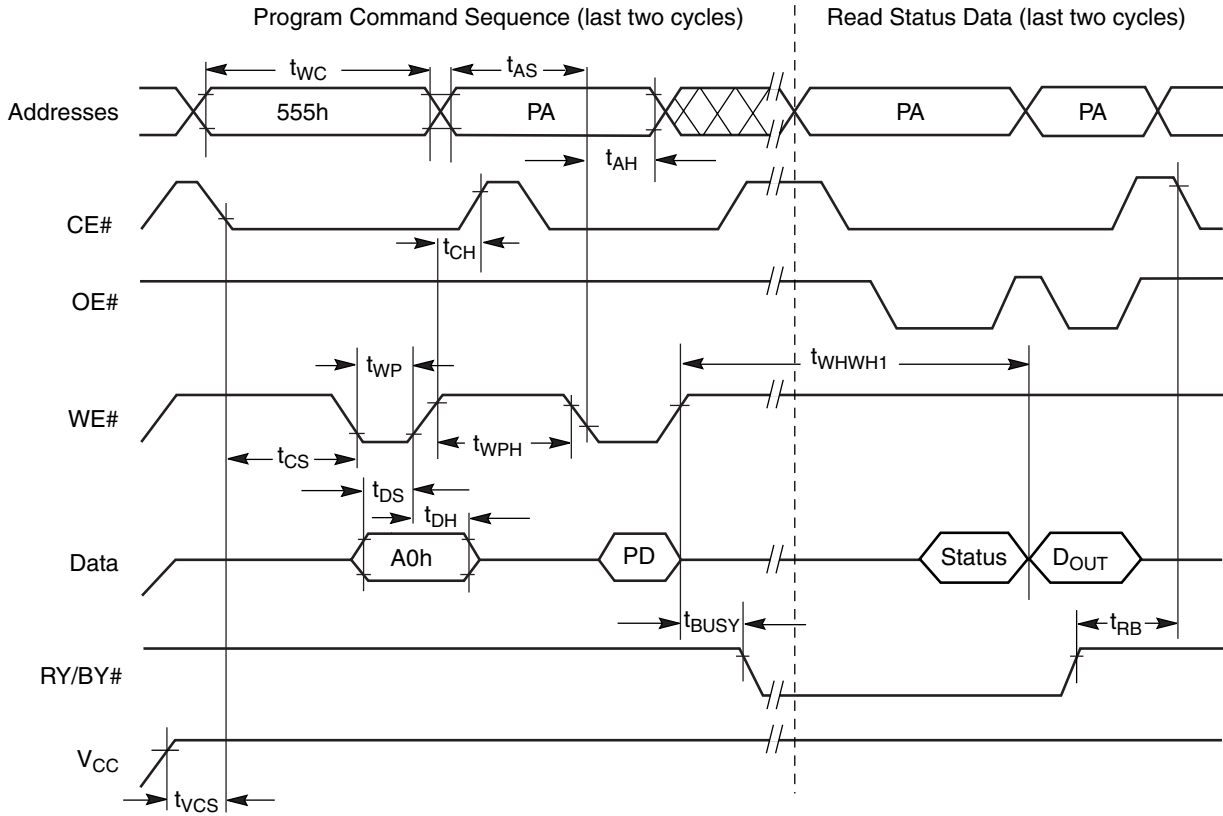 Program Command Sequence (last two cycles)
Read Status Data (last two cycles)
tWC
tAS
Addresses
555h
PA
PA
PA
tAH
CE#
tCH
OE#
tWP
tWHWH1
WE#
tWPH
tCS
tDS
tDH
Data
A0h
PD
Status
DOUT
tBUSY
tRB
RY/BY#
VCC
tVCS